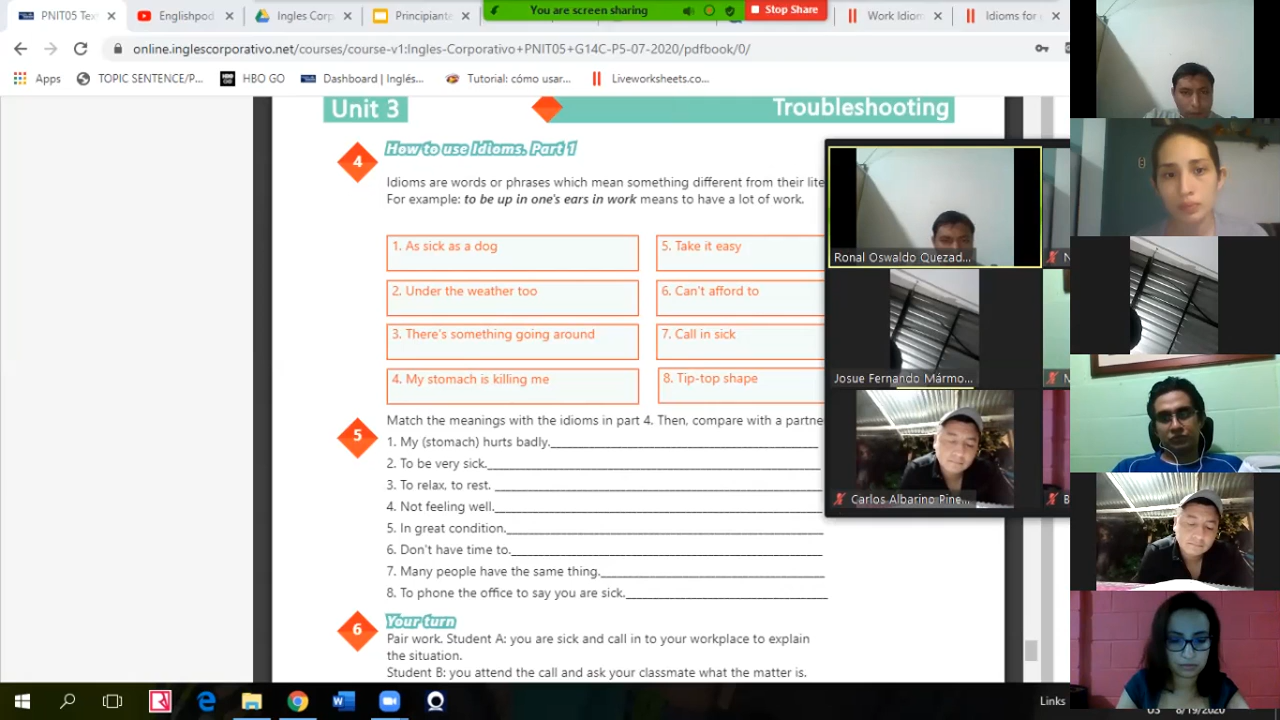 PNIT05 Tex
Englishpod
Ingles Corp
Principiante
You are screen sharing
Stop Share
Work Idiom
Idioms for
online.inglescorporativo.net/courses/course-v1:Ingles-Corporativo+PNIT05+G14C-P5-07-2020/pdfbook/0/
Apps
TOPIC SENTENCE/P...
HBO GO
Dashboard | Inglés...
Tutorial: cómo usar...
Liveworksheets.co...
Unit 3
Troubleshooting
4
How to use Idioms. Part 1
Idioms are words or phrases which mean something different from their lite
For example: to be up in one's ears in work means to have a lot of work.
1. As sick as a dog
5. Take it easy
2. Under the weather too
6. Can't afford to
3. There's something going around
7. Call in sick
4. My stomach is killing me
8. Tip-top shape
5
Match the meanings with the idioms in part 4. Then, compare with a partne
1. My (stomach) hurts badly.
2. To be very sick.
3. To relax, to rest.
4. Not feeling well.
5. In great condition.
6. Don't have time to.
7. Many people have the same thing.
8. To phone the office to say you are sick.
6
Your turn
Pair work. Student A: you are sick and call in to your workplace to explain
the situation.
Student B: you attend the call and ask your classmate what the matter is.
Ronal Oswaldo Quezad...
N
Josue Fernando Mármo...
M
Carlos Albarino Pine...
B
Links
8/19/2020